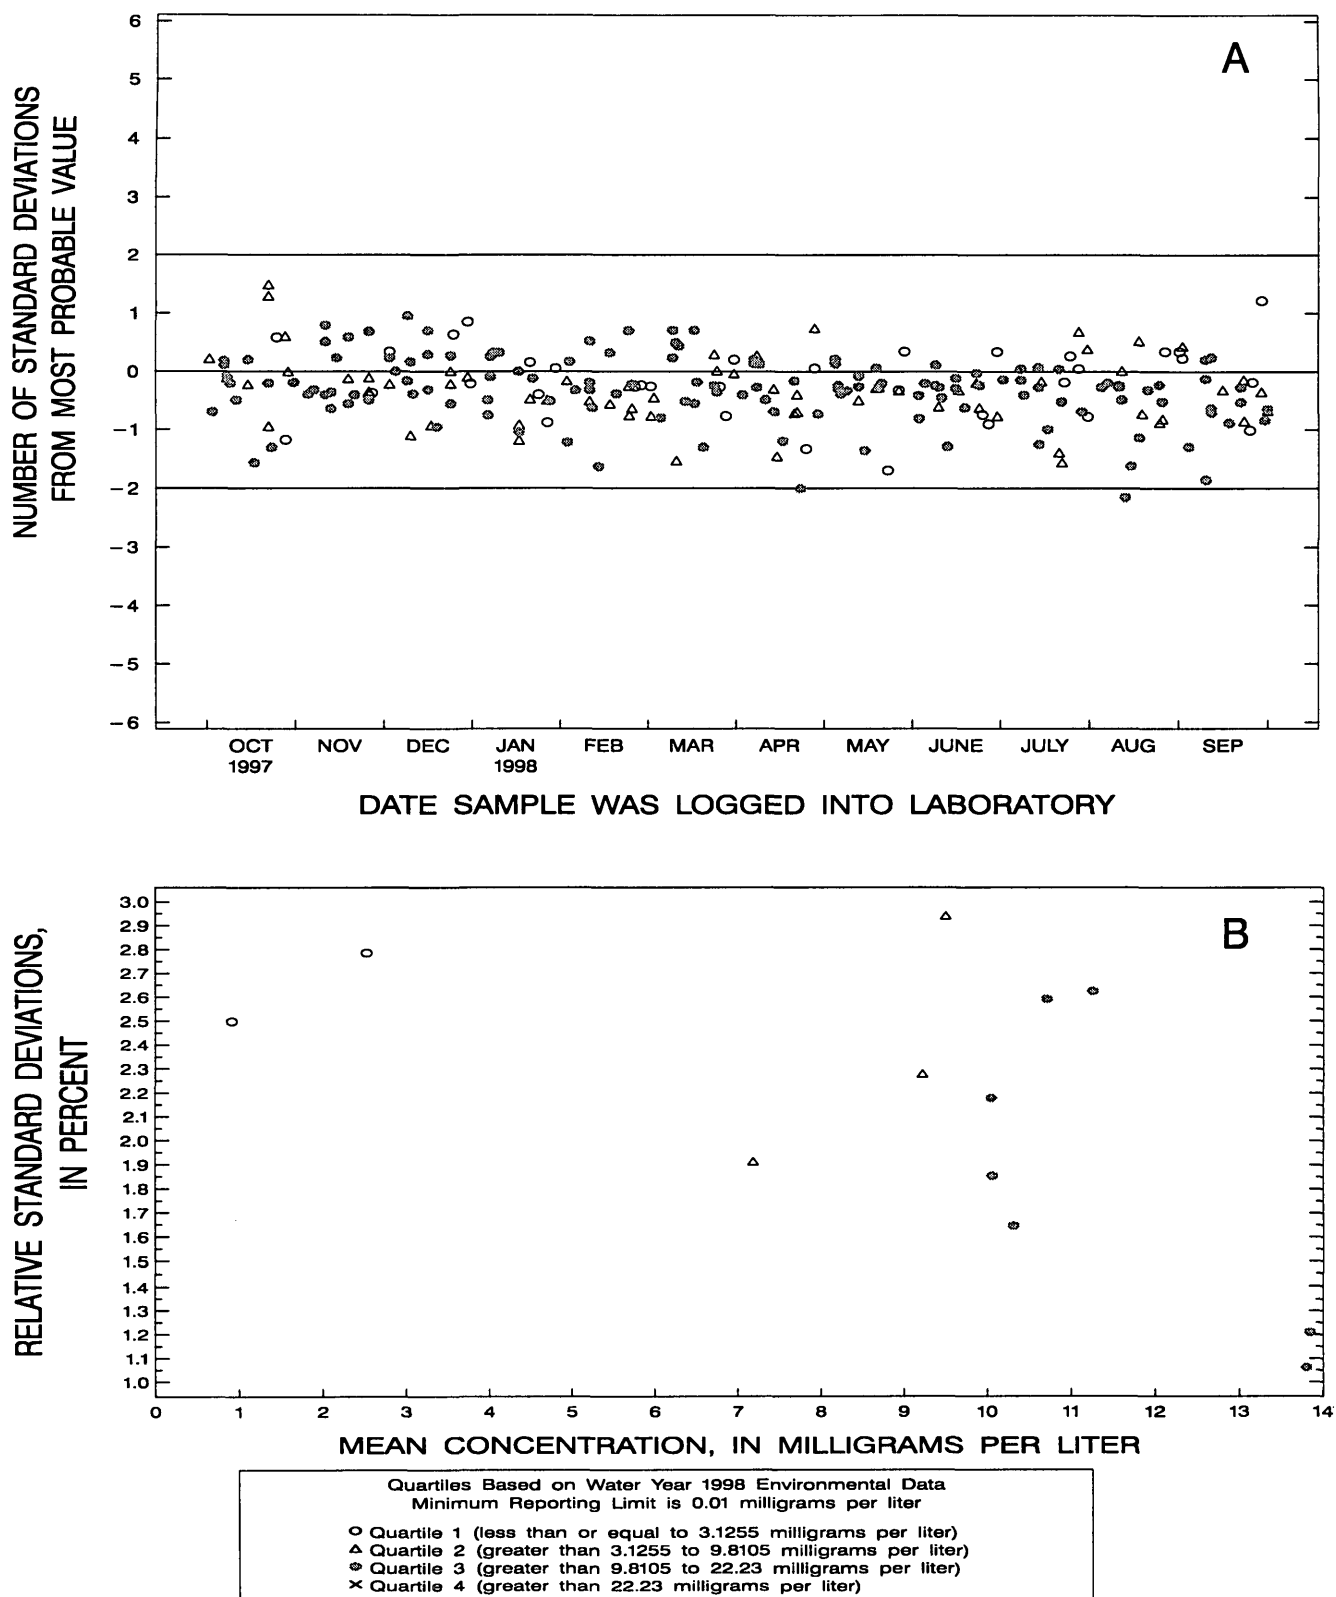 A
NUMBER OF STANDARD DEVIATIONS
FROM MOST PROBABLE VALUE
6
5
4
3
2
1
0
−1
−2
−3
−4
−5
−6
OCT NOV DEC JAN FEB MAR APR MAY JUNE JULY AUG SEP
1997 1998
DATE SAMPLE WAS LOGGED INTO LABORATORY
B
RELATIVE STANDARD DEVIATIONS,
IN PERCENT
3.0
2.9
2.8
2.7
2.6
2.5
2.4
2.3
2.2
2.1
2.0
1.9
1.8
1.7
1.6
1.5
1.4
1.3
1.2
1.1
1.0
0 1 2 3 4 5 6 7 8 9 10 11 12 13 14
MEAN CONCENTRATION, IN MILLIGRAMS PER LITER
Quartiles Based on Water Year 1998 Environmental Data
Minimum Reporting Limit is 0.01 milligrams per liter
Quartile 1 (less than or equal to 3.1255 milligrams per liter)
Quartile 2 (greater than 3.1255 to 9.8105 milligrams per liter)
Quartile 3 (greater than 9.8105 to 22.23 milligrams per liter)
Quartile 4 (greater than 22.23 milligrams per liter)